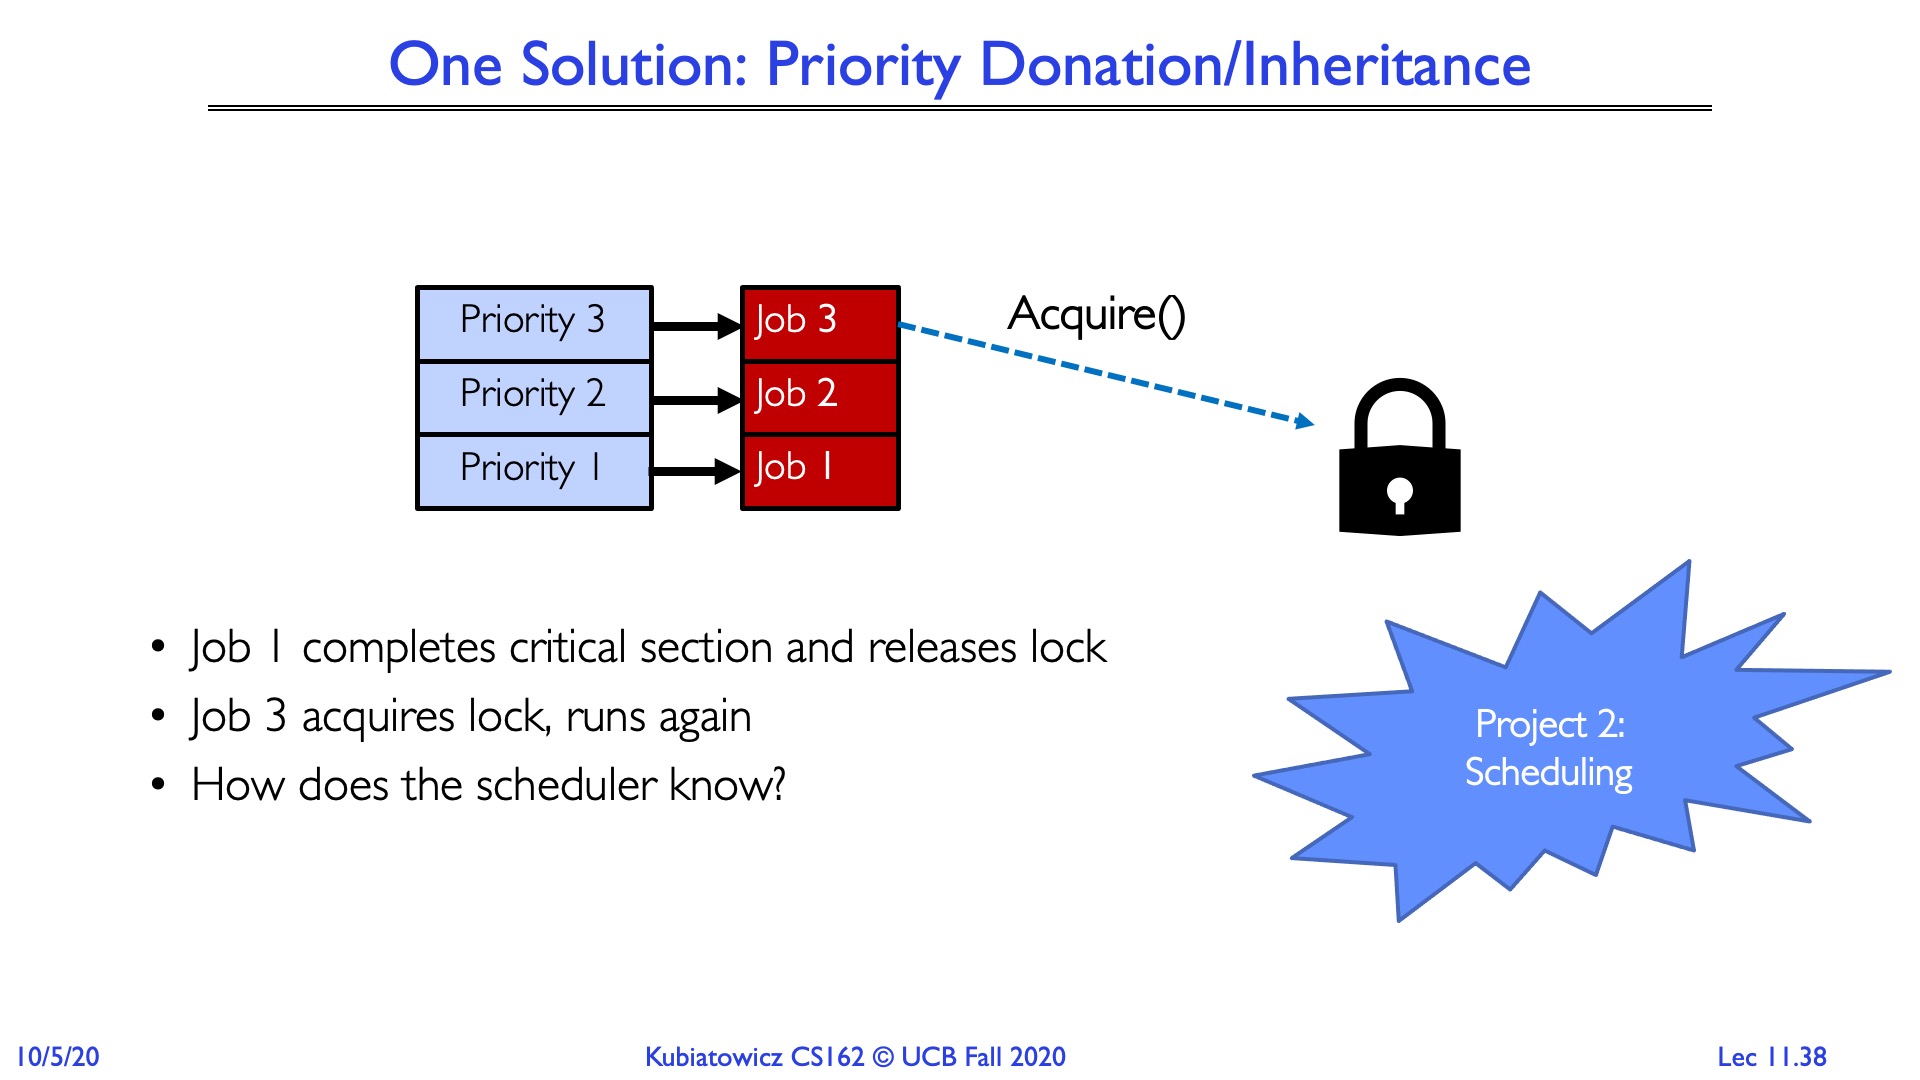 One Solution: Priority Donation/Inheritance
Priority 3
Job 3
Acquire()
Priority 2
Job 2
Priority 1
Job 1
• Job 1 completes critical section and releases lock
• Job 3 acquires lock, runs again
• How does the scheduler know?
Project 2:
Scheduling
10/5/20
Kubiatowicz CS162 © UCB Fall 2020
Lec 11.38